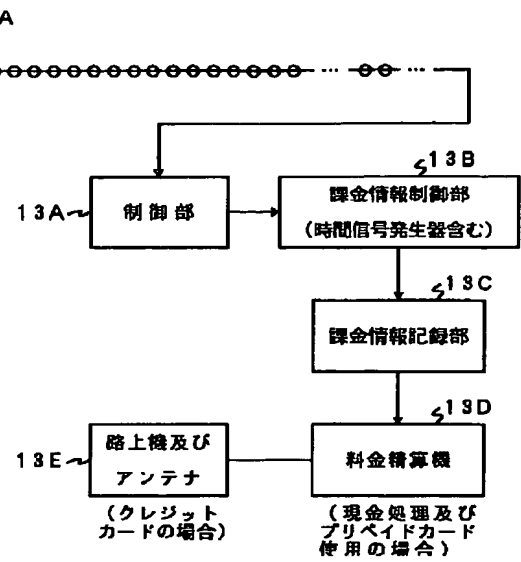 A
… …
13B
13A
制御部
課金情報制御部
(時間信号発生器含む)
13C
課金情報記録部
13D
13E
路上機及び
アンテナ
料金精算機
(クレジット
カードの場合)
(現金処理及び
プリペイドカード
使用の場合)